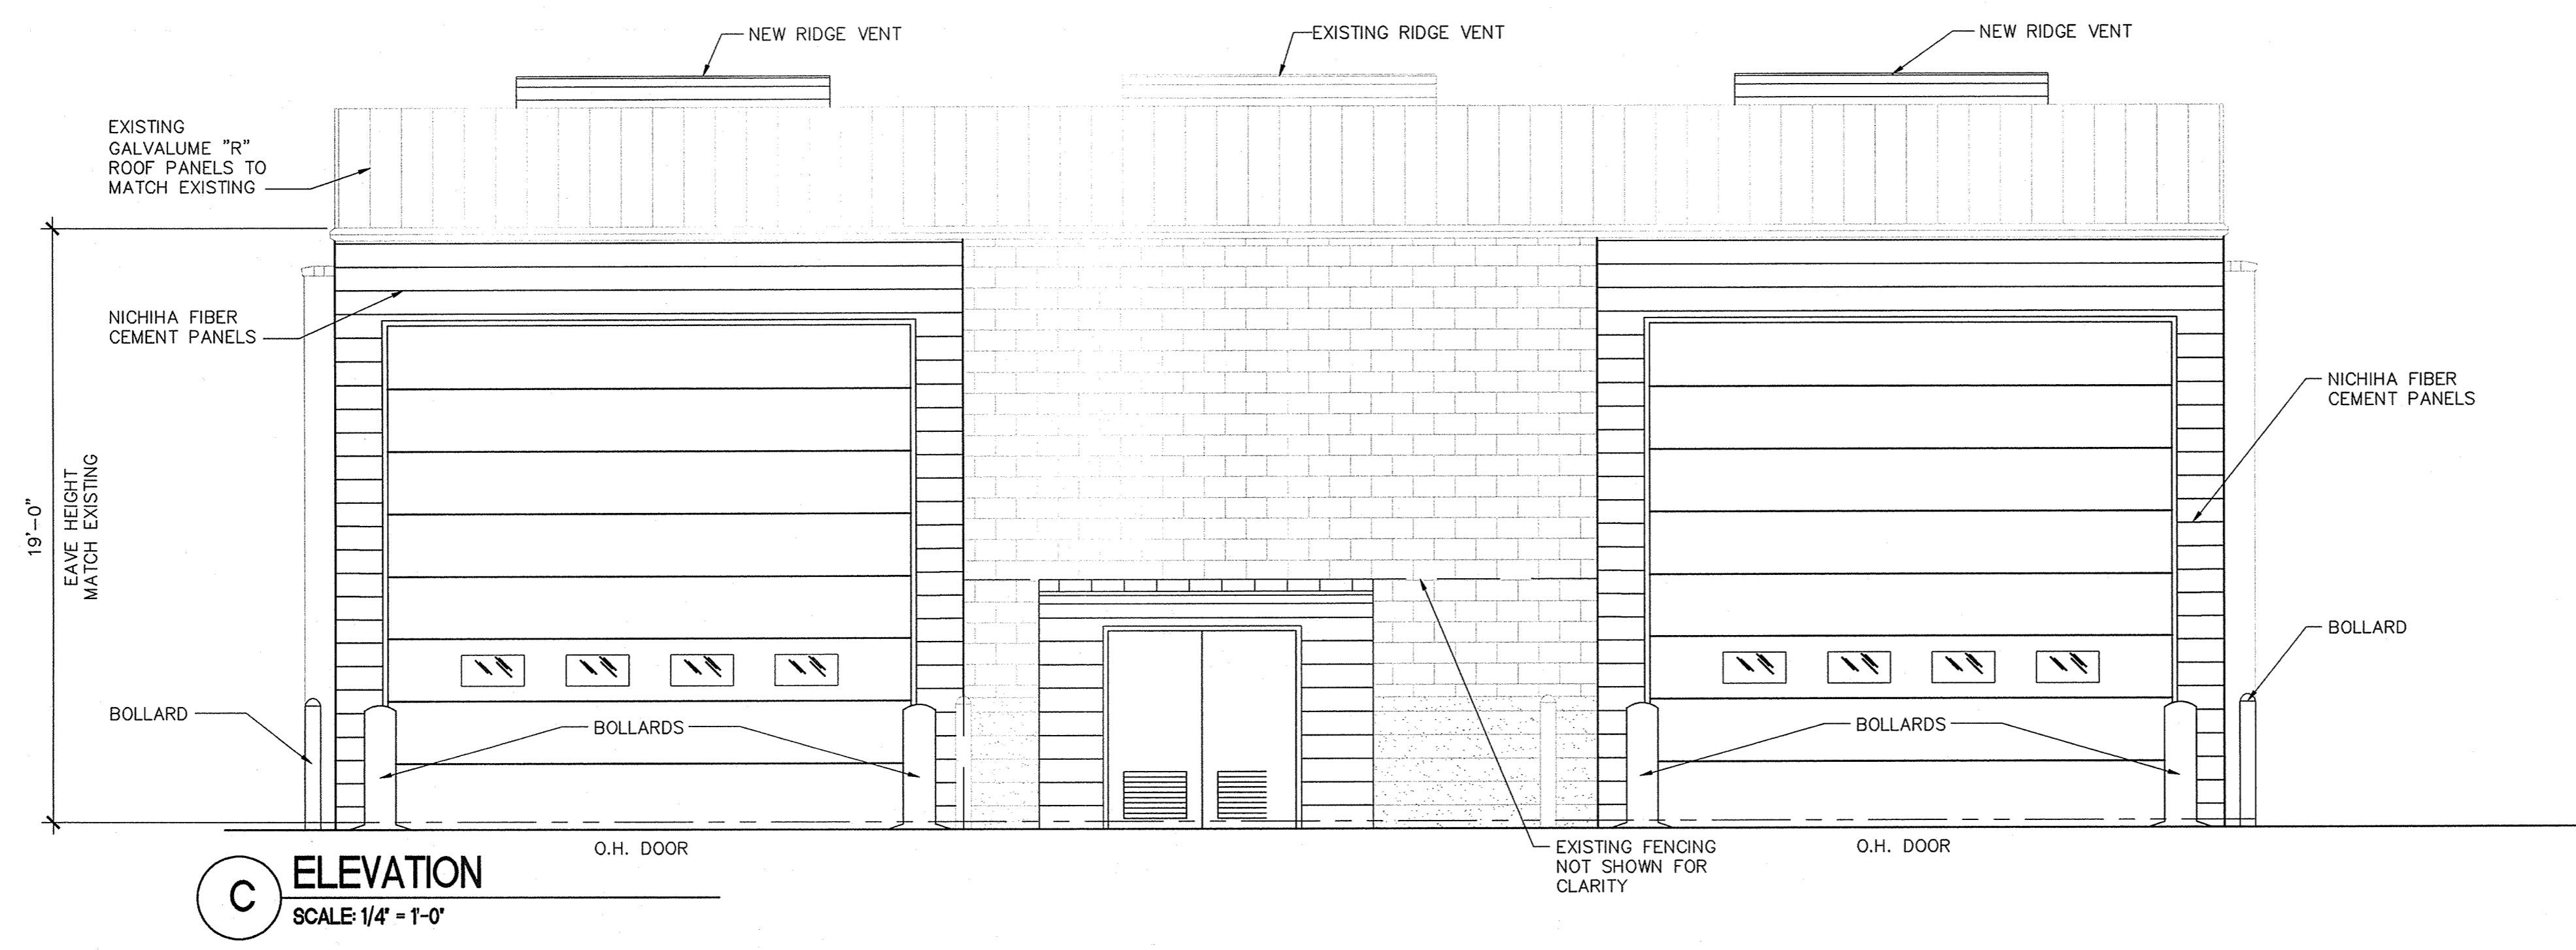 NEW RIDGE VENT
EXISTING RIDGE VENT
NEW RIDGE VENT
EXISTING
GALVALUME "R"
ROOF PANELS TO
MATCH EXISTING
NICHIHA FIBER
CEMENT PANELS
NICHIHA FIBER
CEMENT PANELS
19'-0"
EAVE HEIGHT
MATCH EXISTING
BOLLARD
BOLLARD
BOLLARDS
BOLLARDS
O.H. DOOR
EXISTING FENCING
NOT SHOWN FOR
CLARITY
O.H. DOOR
C
ELEVATION
SCALE: 1/4" = 1'-0"